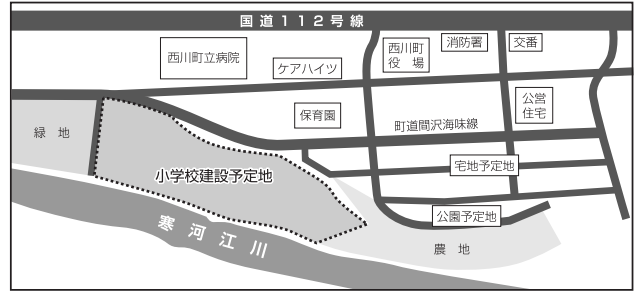 国道112号線
西川町立病院
ケアハイツ
西川町
役場
消防署
交番
保育園
公営
住宅
町道間沢海味線
緑地
小学校建設予定地
宅地予定地
公園予定地
寒河江川
農地